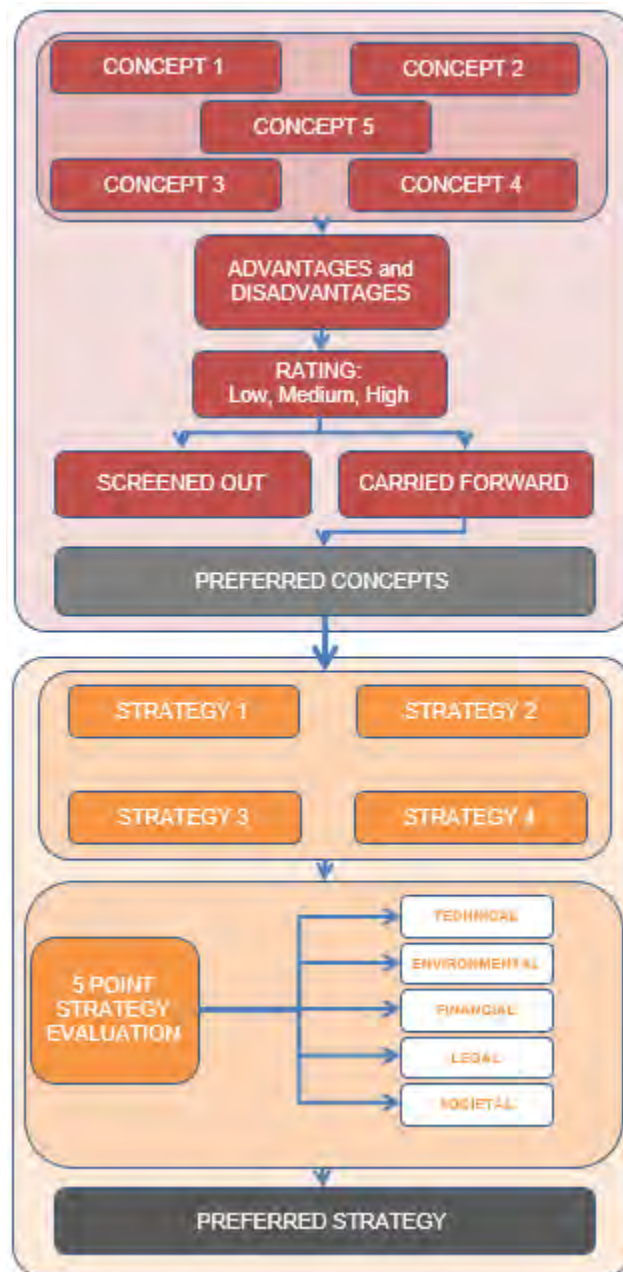 CONCEPT 1
CONCEPT 2
CONCEPT 5
CONCEPT 3
CONCEPT 4
ADVANTAGES and
DISADVANTAGES
RATING:
Low, Medium, High
SCREENED OUT
CARRIED FORWARD
PREFERRED CONCEPTS
STRATEGY 1
STRATEGY 2
STRATEGY 3
STRATEGY 4
5 POINT
STRATEGY
EVALUATION
TECHNICAL
ENVIRONMENTAL
FINANCIAL
LEGAL
SOCIETAL
PREFERRED STRATEGY